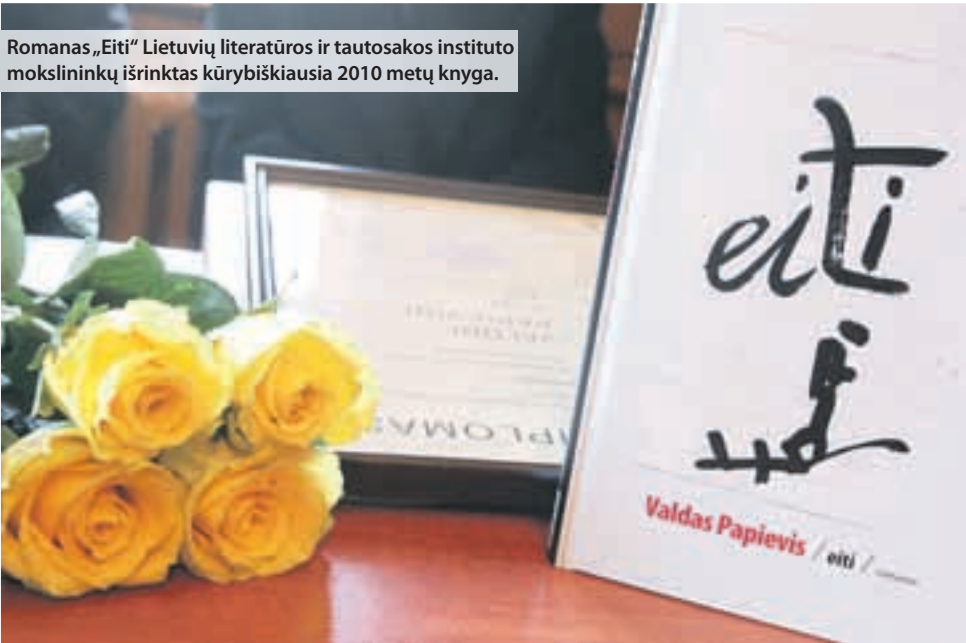 Romanas „Eiti“ Lietuvių literatūros ir tautosakos instituto
mokslininkų išrinktas kūrybiškiausia 2010 metų knyga.
eiti
Valdas Papievis / eiti /